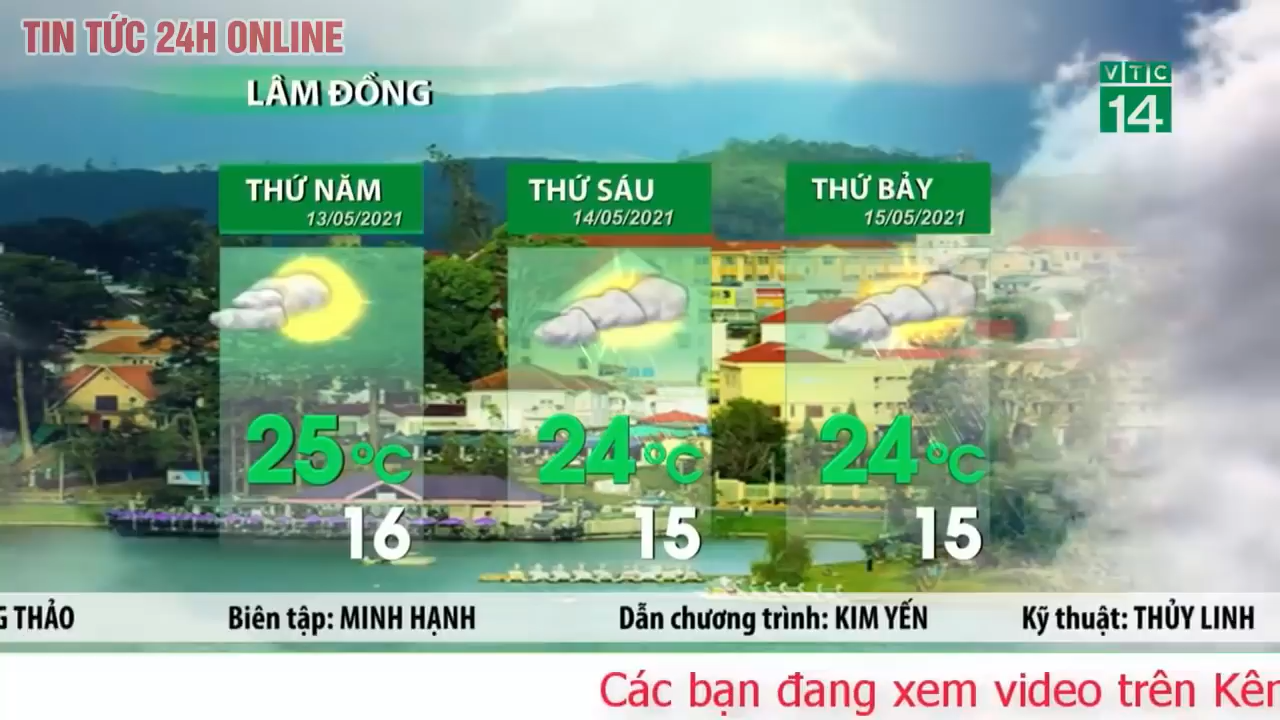 TIN TỨC 24H ONLINE
LÂM ĐỒNG
VTC
14
THỨ NĂM
13/05/2021
THỨ SÁU
14/05/2021
THỨ BẢY
15/05/2021
25°C
24°C
24°C
16
15
15
THẢO
Biên tập: MINH HẠNH
Dẫn chương trình: KIM YẾN
Kỹ thuật: THỦY LINH
Các bạn đang xem video trên